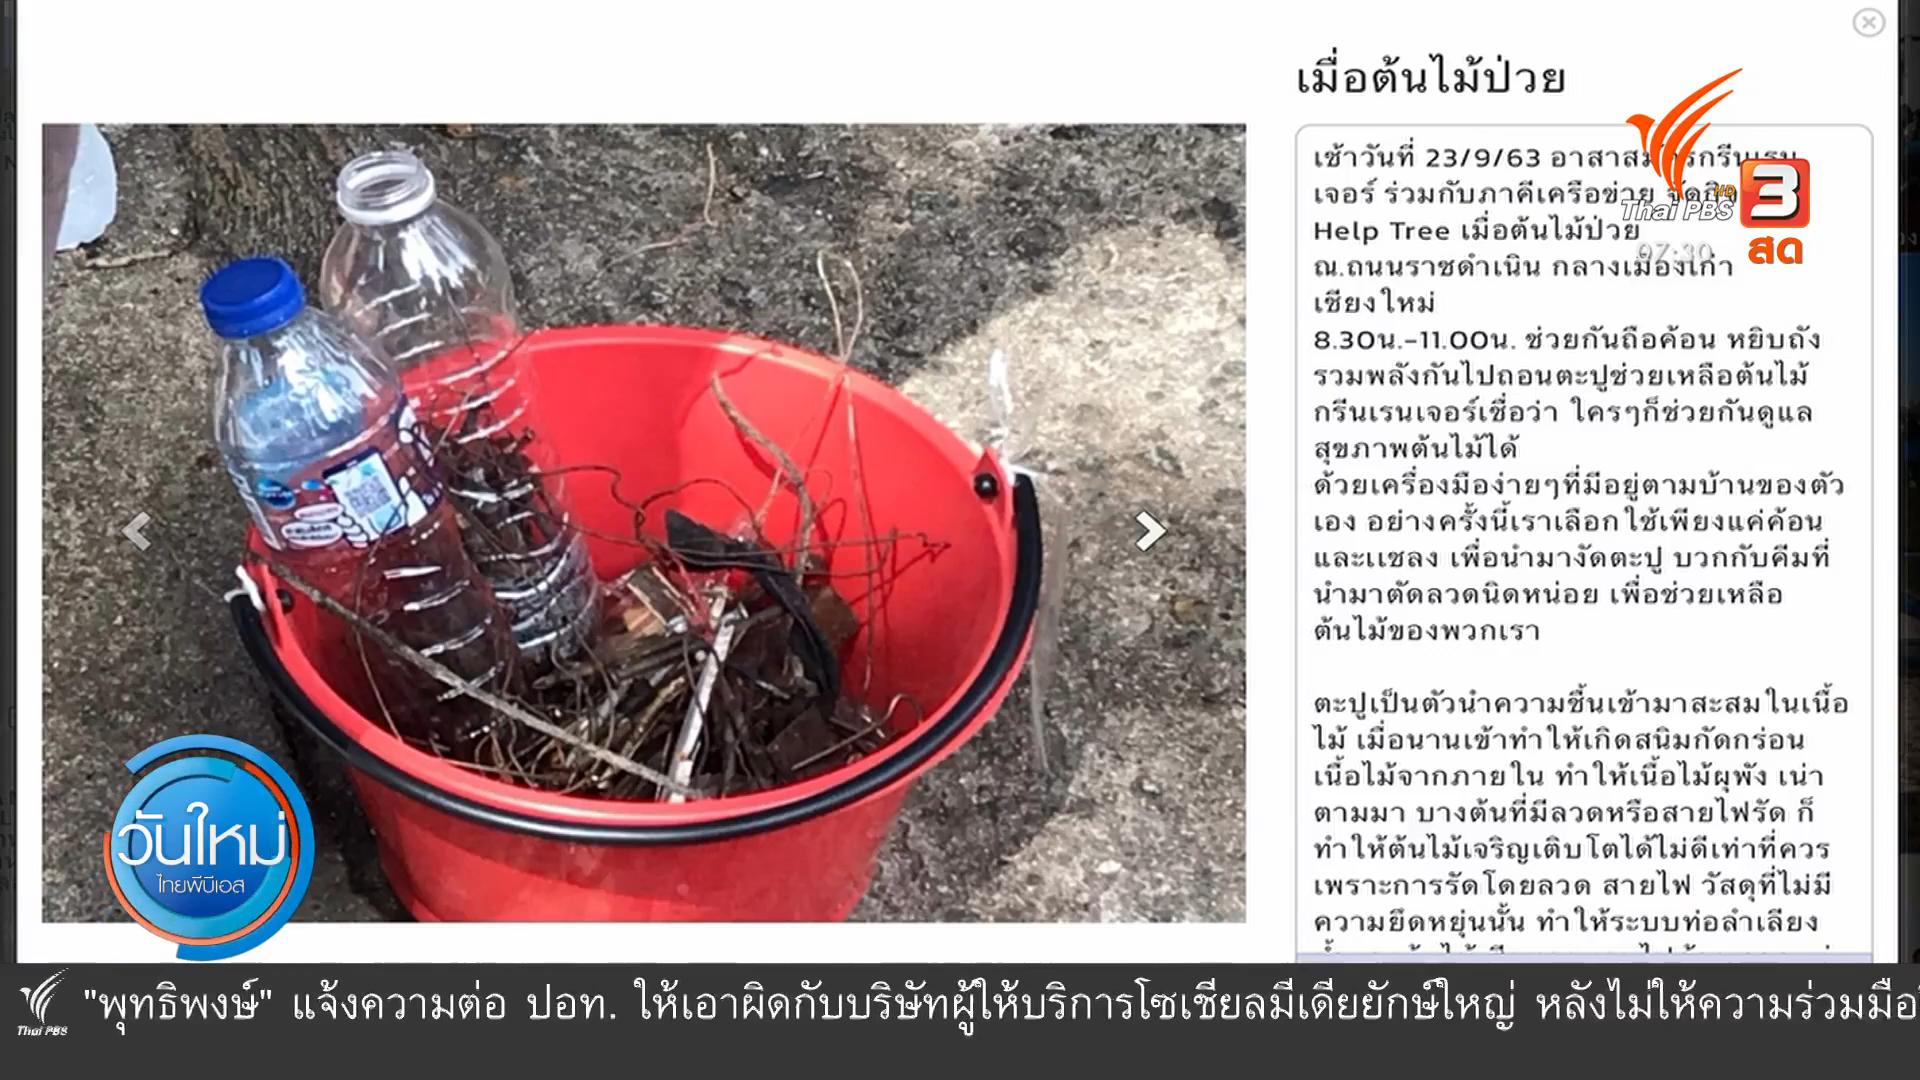 เมื่อต้นไม้ป่วย
เช้าวันที่ 23/9/63 อาสาสมัครกรีนเรน
เจอร์ ร่วมกับภาคีเครือข่าย จัดกิจ
Help Tree เมื่อต้นไม้ป่วย
ณ.ถนนราชดำเนิน กลางเมืองเก่า
เชียงใหม่
8.30น.-11.00น. ช่วยกันถือค้อน หยิบถัง
รวมพลังกันไปถอนตะปูช่วยเหลือต้นไม้
กรีนเรนเจอร์เชื่อว่า ใครๆก็ช่วยกันดูแล
สุขภาพต้นไม้ได้
ด้วยเครื่องมือง่ายๆที่มีอยู่ตามบ้านของตัว
เอง อย่างครั้งนี้เราเลือกใช้เพียงแค่ค้อน
และแชลง เพื่อนำมางัดตะปู บวกกับคีมที่
นำมาตัดลวดนิดหน่อย เพื่อช่วยเหลือ
ต้นไม้ของพวกเรา
ตะปูเป็นตัวนำความชื้นเข้ามาสะสมในเนื้อ
ไม้ เมื่อนานเข้าทำให้เกิดสนิมกัดกร่อน
เนื้อไม้จากภายใน ทำให้เนื้อไม้ผุพัง เน่า
ตามมา บางต้นที่มีลวดหรือสายไฟรัด ก็
ทำให้ต้นไม้เจริญเติบโตได้ไม่ดีเท่าที่ควร
เพราะการรัดโดยลวด สายไฟ วัสดุที่ไม่มี
ความยืดหยุ่นนั้น ทำให้ระบบท่อลำเลียง
Thai PBS HD 3
07:30 สด
วันใหม่
ไทยพีบีเอส
Thai PBS
"พุทธิพงษ์" แจ้งความต่อ ปอท. ให้เอาผิดกับบริษัทผู้ให้บริการโซเชียลมีเดียยักษ์ใหญ่ หลังไม่ให้ความร่วมมือ